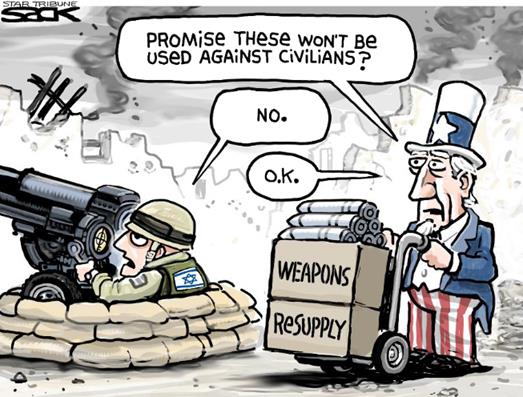 STAR TRIBUNE
SACK
PROMISE THESE WON'T BE
USED AGAINST CIVILIANS?
NO.
O.K.
WEAPONS
RESUPPLY